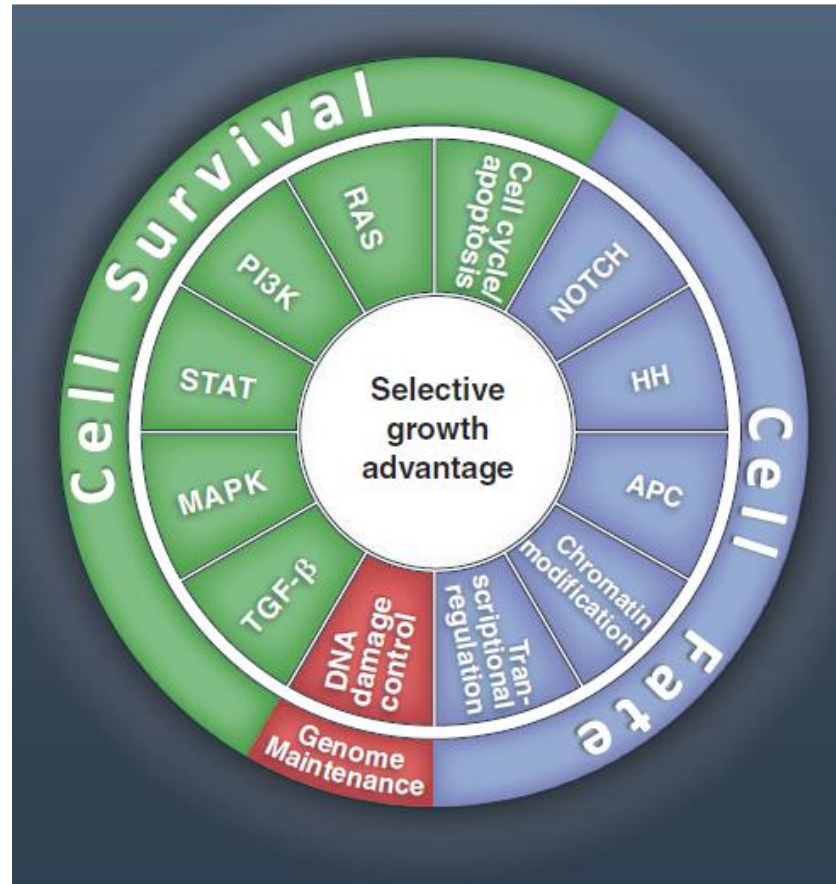 Cell Survival
Cell Fate
Genome
Maintenance
Cell cycle/
apoptosis
NOTCH
HH
APC
Chromatin
modification
Tran-
scriptional
regulation
DNA
damage
control
TGF-β
MAPK
STAT
PI3K
RAS
Selective
growth
advantage